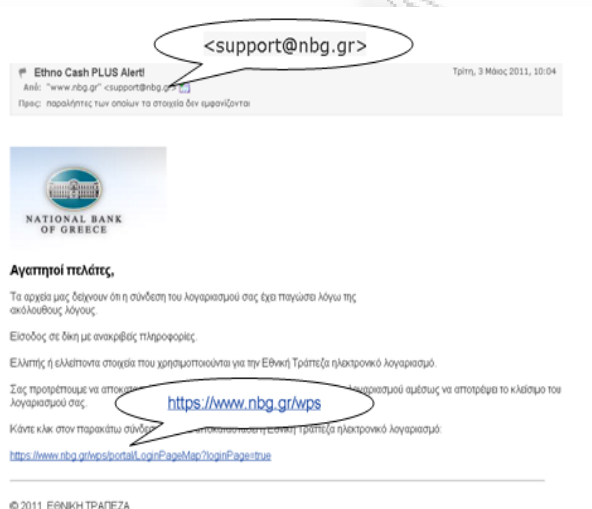 <support@nbg.gr>
Ethno Cash PLUS Alert!
Τρίτη, 3 Μάιος 2011, 10:04
Από: "www.nbg.gr" <support@nbg.gr>
Προς: παραλήπτες των οποίων τα στοιχεία δεν εμφανίζονται
NATIONAL BANK
OF GREECE
Αγαπητοί πελάτες,
Τα αρχεία μας δείχνουν ότι η σύνδεση του λογαριασμού σας έχει παγώσει λόγω της
ακόλουθους λόγους.
Είσοδος σε δίκη με ανακριβείς πληροφορίες.
Ελλιπής ή ελλείποντα στοιχεία που χρησιμοποιούνται για την Εθνική Τράπεζα ηλεκτρονικό λογαριασμό.
Σας προτρέπουμε να λογαριασμού αμέσως να αποτρέψει το κλείσιμο του
λογαριασμού σας.
https://www.nbg.gr/wps
Κάντε κλικ στον παρακάτω Εθνική Τράπεζα ηλεκτρονικό λογαριασμό:
https://www.nbg.gr/wps/portal/LoginPageMap?loginPage=true
© 2011 ΕΘΝΙΚΗ ΤΡΑΠΕΖΑ